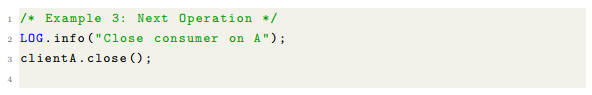 1 /* Example 3: Next Operation */
2 LOG.info("Close consumer on A");
3 clientA.close();
4